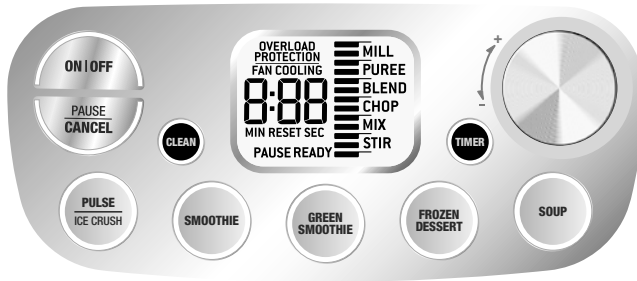 ON|OFF
PAUSE
CANCEL
CLEAN
OVERLOAD
PROTECTION
FAN COOLING
8:88
MIN RESET SEC
PAUSE READY
MILL
PUREE
BLEND
CHOP
MIX
STIR
TIMER
+
-
PULSE
ICE CRUSH
SMOOTHIE
GREEN
SMOOTHIE
FROZEN
DESSERT
SOUP